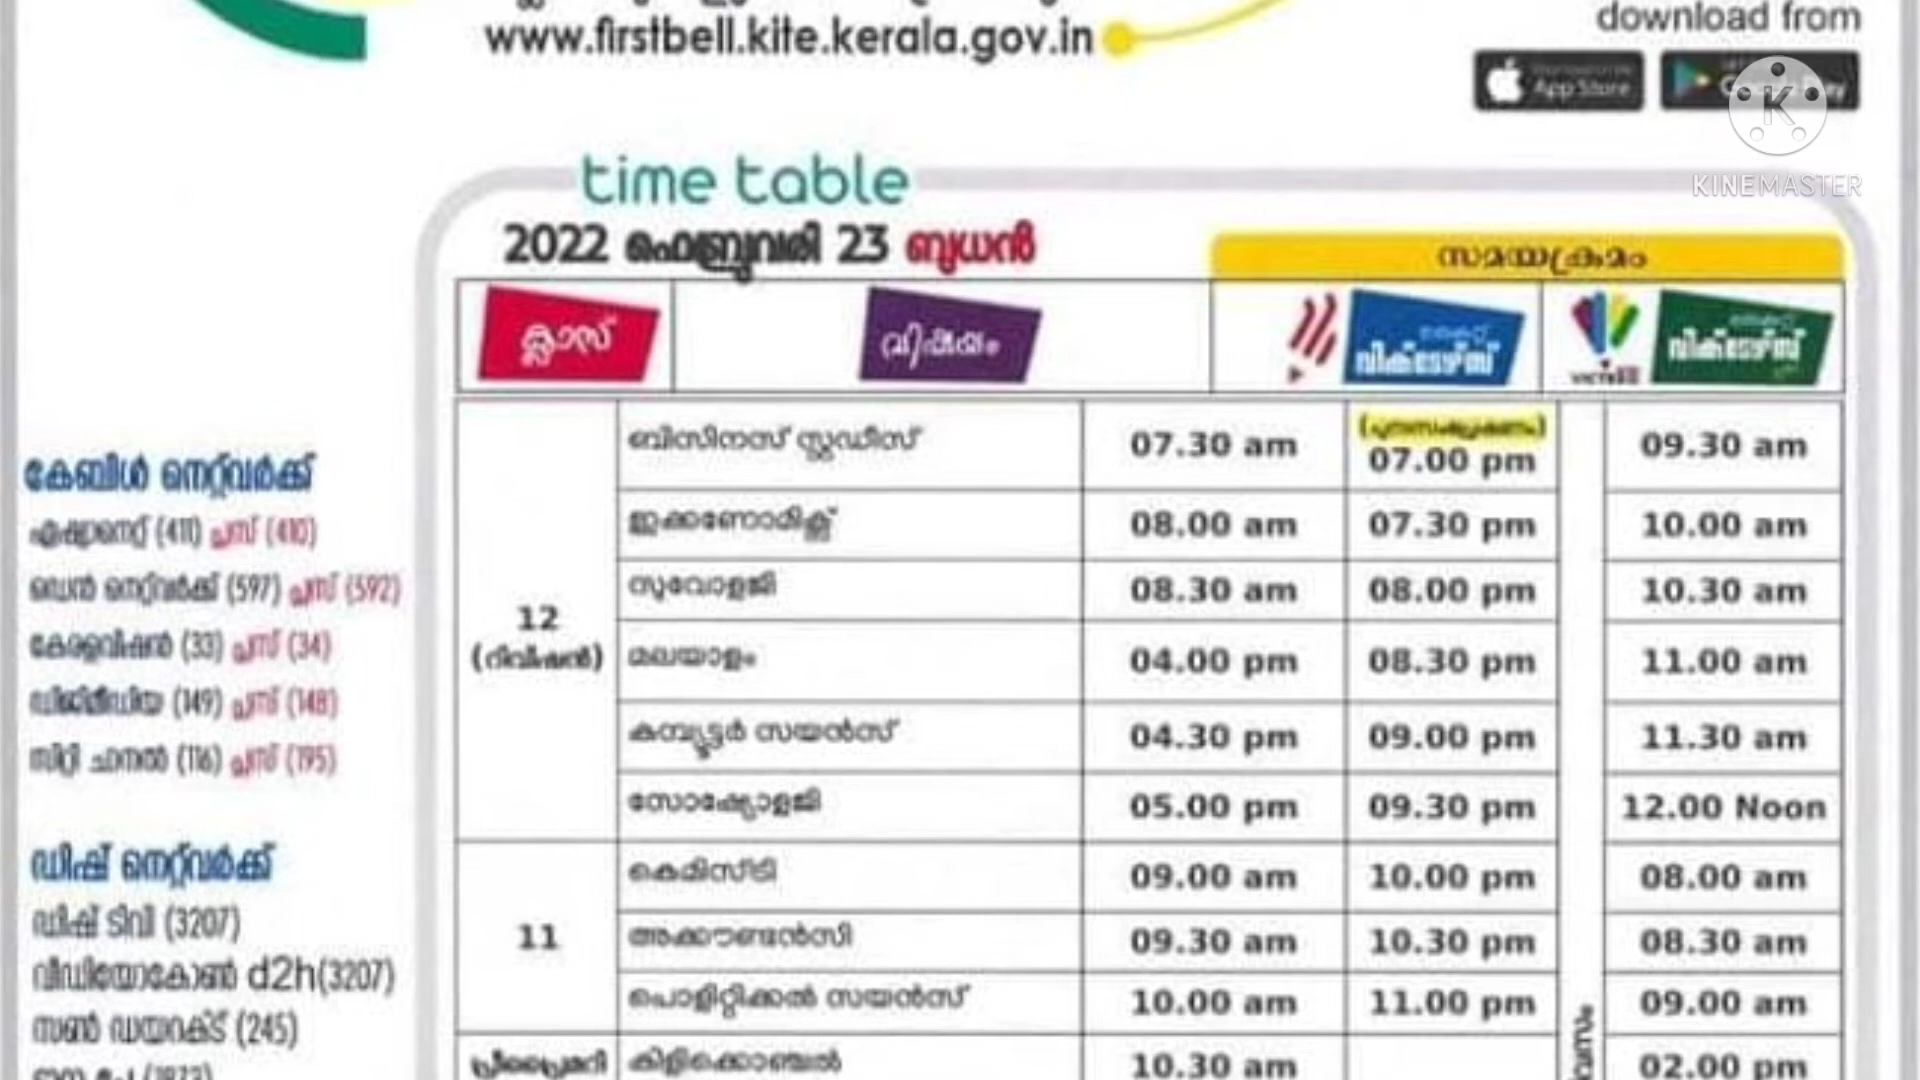 www.firstbell.kite.kerala.gov.in
download from
App Store
KINEMASTER
time table
2022 ഫെബ്രുവരി 23 ബുധൻ
സമയക്രമം
ക്ലാസ് വിഷയം കൈറ്റ് വിക്ടേഴ്സ് കൈറ്റ് വിക്ടേഴ്സ്
12 (റിവിഷൻ)
ബിസിനസ് സ്റ്റഡീസ് 07.30 am (പുനഃസംപ്രേഷണം) 07.00 pm 09.30 am
ഇക്കണോമിക്സ് 08.00 am 07.30 pm 10.00 am
സുവോളജി 08.30 am 08.00 pm 10.30 am
മലയാളം 04.00 pm 08.30 pm 11.00 am
കമ്പ്യൂട്ടർ സയൻസ് 04.30 pm 09.00 pm 11.30 am
സോഷ്യോളജി 05.00 pm 09.30 pm 12.00 Noon
11
കെമിസ്ട്രി 09.00 am 10.00 pm 08.00 am
അക്കൗണ്ടൻസി 09.30 am 10.30 pm 08.30 am
പൊളിറ്റിക്കൽ സയൻസ് 10.00 am 11.00 pm 09.00 am
പ്രീപ്രൈമറി കിളിക്കൊഞ്ചൽ 10.30 am 02.00 pm
കേബിൾ നെറ്റ്‌വർക്ക്
ഏഷ്യാനെറ്റ് (411) പ്ലസ് (410)
ഡെൻ നെറ്റ്‌വർക്ക് (597) പ്ലസ് (592)
കേരളവിഷൻ (33) പ്ലസ് (34)
ഡിജിമീഡിയ (149) പ്ലസ് (148)
സിറ്റി ചാനൽ (116) പ്ലസ് (195)
ഡിഷ് നെറ്റ്‌വർക്ക്
ഡിഷ് ടിവി (3207)
വീഡിയോകോൺ d2h(3207)
സൺ ഡയറക്ട് (245)